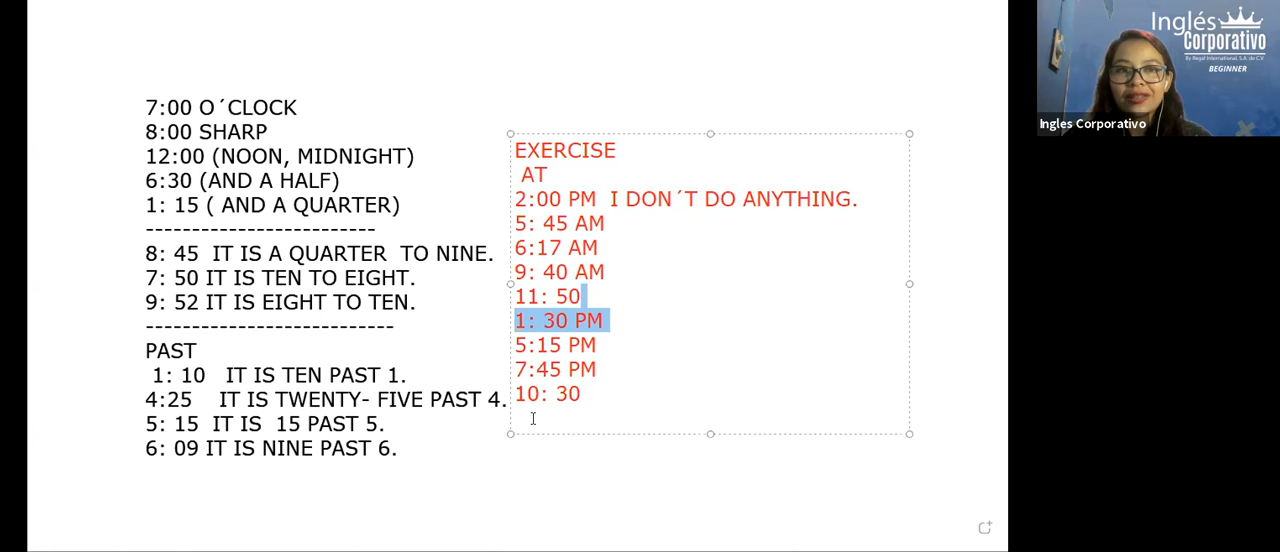 7:00 O´CLOCK
8:00 SHARP
12:00 (NOON, MIDNIGHT)
6:30 (AND A HALF)
1: 15 ( AND A QUARTER)
-------------------------
8: 45  IT IS A QUARTER  TO NINE.
7: 50 IT IS TEN TO EIGHT.
9: 52 IT IS EIGHT TO TEN.
---------------------------
PAST
1: 10   IT IS TEN PAST 1.
4:25    IT IS TWENTY- FIVE PAST 4.
5: 15  IT IS  15 PAST 5.
6: 09 IT IS NINE PAST 6.
EXERCISE
AT
2:00 PM  I DON´T DO ANYTHING.
5: 45 AM
6:17 AM
9: 40 AM
11: 50
1: 30 PM
5:15 PM
7:45 PM
10: 30
Inglés
Corporativo
By Regal International, S.A. de C.V.
BEGINNER
Ingles Corporativo